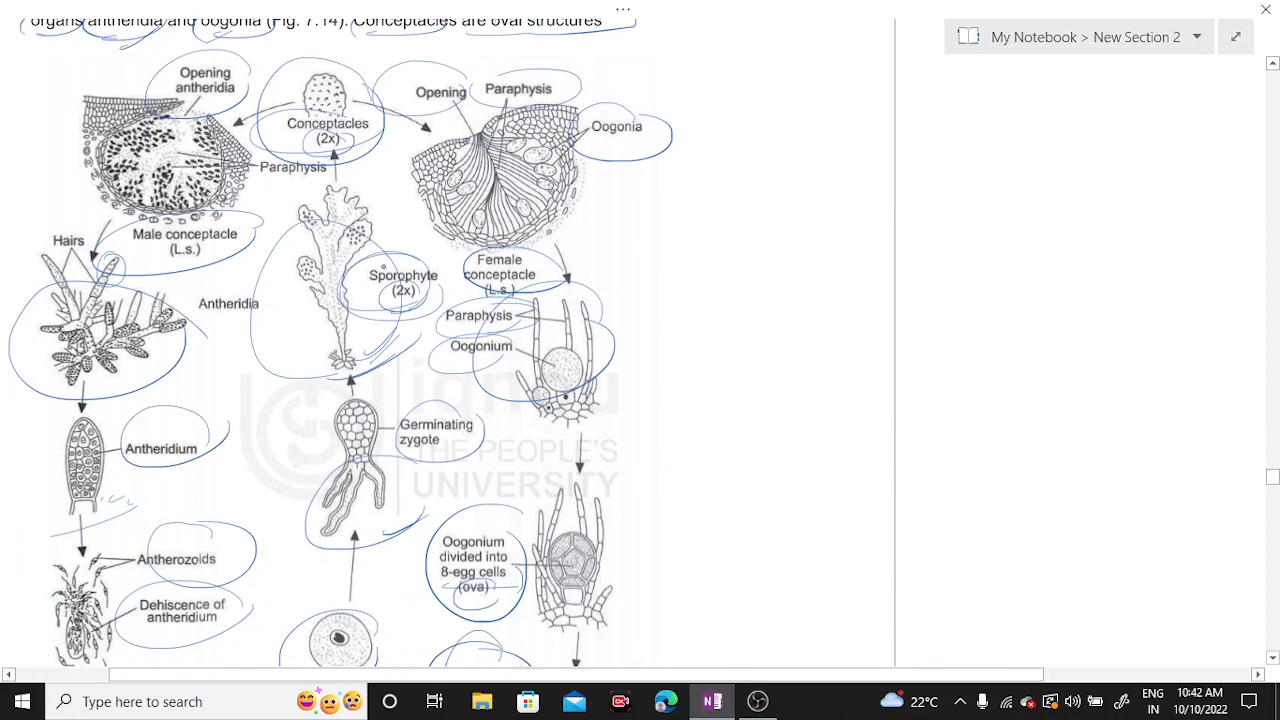 organs antheridia and oogonia (Fig. 7.14). Conceptacles are oval structures
My Notebook > New Section 2
Opening
antheridia
Conceptacles
(2x)
Opening
Paraphysis
Oogonia
Paraphysis
Male conceptacle
(L.s.)
Hairs
Antheridia
Sporophyte
(2x)
Female
conceptacle
(L.s.)
Paraphysis
Oogonium
Antheridium
Germinating
zygote
ignou
THE PEOPLE'S
UNIVERSITY
Antherozoids
Dehiscence of
antheridium
Oogonium
divided into
8-egg cells
(ova)
Type here to search
22°C
ENG
IN
10:42 AM
10/10/2022